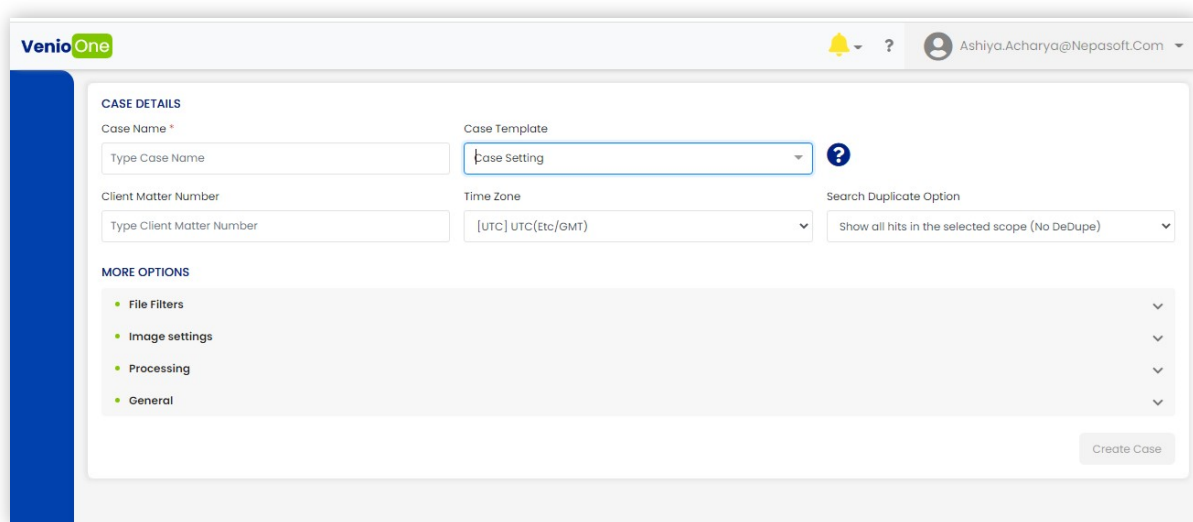 VenioOne
? Ashiya.Acharya@Nepasoft.Com
CASE DETAILS
Case Name * Case Template
Type Case Name Case Setting ?
Client Matter Number Time Zone Search Duplicate Option
Type Client Matter Number [UTC] UTC(Etc/GMT) Show all hits in the selected scope (No DeDupe)
MORE OPTIONS
• File Filters
• Image settings
• Processing
• General
Create Case